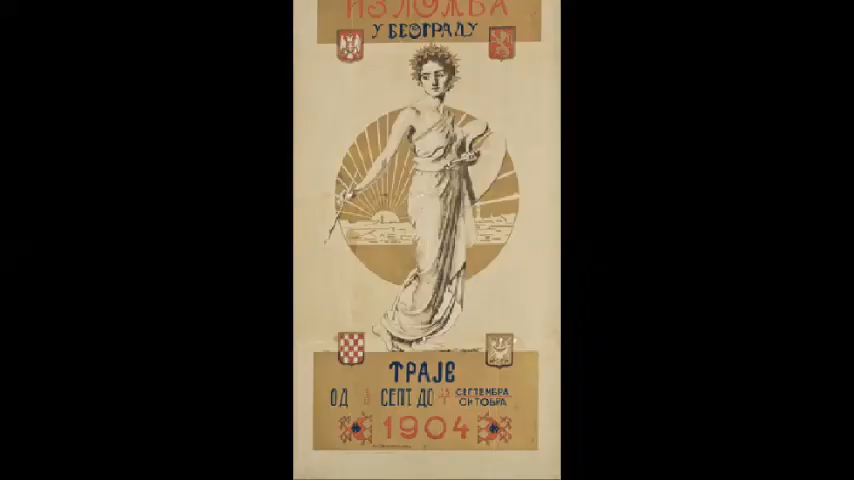 ИЗЛОЖБА
У БЕОГРАДУ
ТРАЈЕ
ОД СЕПТ ДО СЕПТЕМБРА
ОКТОБРА
1904